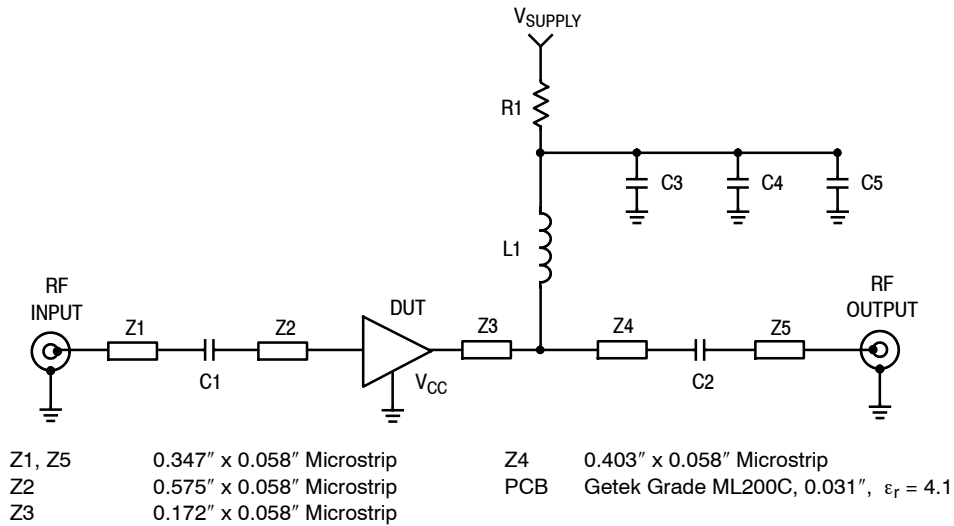 VSUPPLY
R1
C3 C4 C5
L1
RF
INPUT
RF
OUTPUT
DUT
Z1 Z2 Z3 Z4 Z5
C1 VCC C2
Z1, Z5 0.347″ x 0.058″ Microstrip
Z2 0.575″ x 0.058″ Microstrip
Z3 0.172″ x 0.058″ Microstrip
Z4 0.403″ x 0.058″ Microstrip
PCB Getek Grade ML200C, 0.031″, εr = 4.1